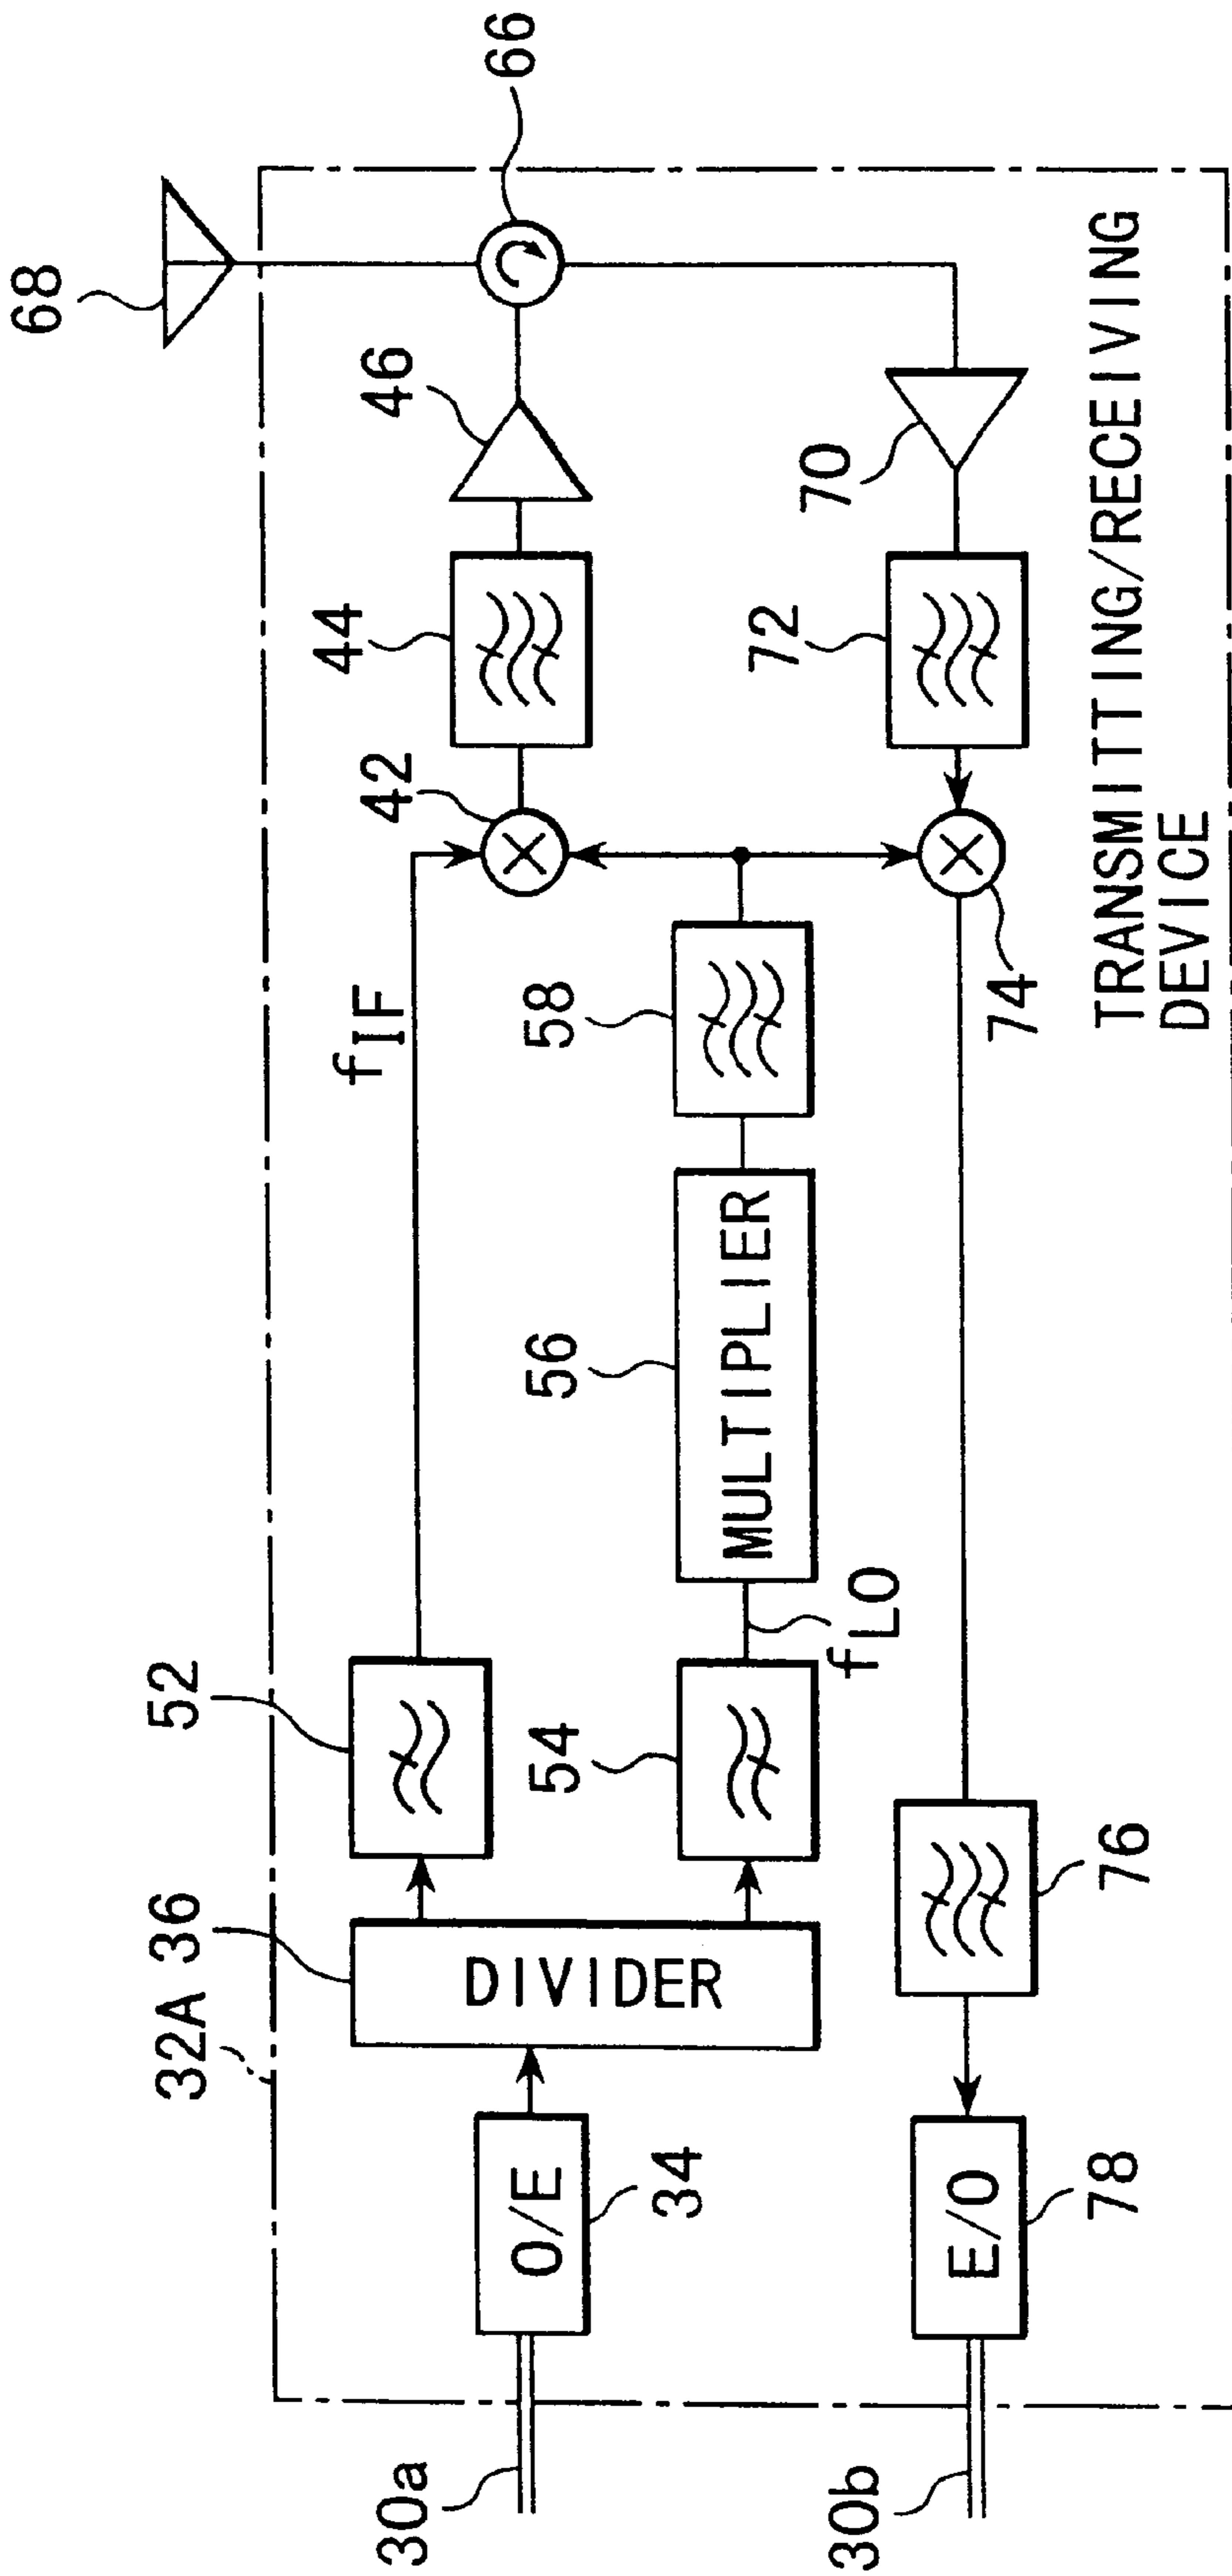 68
66
32A
36
52
f_IF
42
44
46
30a
O/E
34
DIVIDER
54
f_LO
56
MULTIPLIER
58
70
72
74
30b
E/O
78
76
TRANSMITTING/RECEIVING
DEVICE